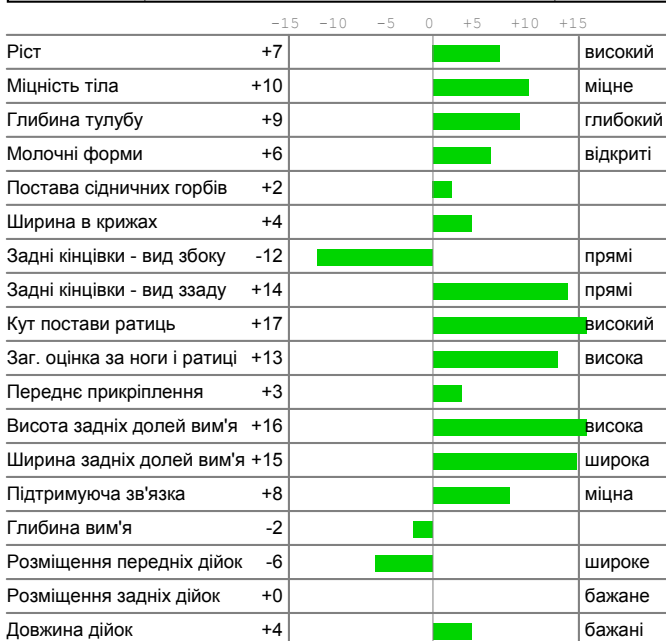 -15 -10 -5 0 +5 +10 +15
Ріст +7 високий
Міцність тіла +10 міцне
Глибина тулубу +9 глибокий
Молочні форми +6 відкриті
Постава сідничних горбів +2
Ширина в крижах +4
Задні кінцівки - вид збоку -12 прямі
Задні кінцівки - вид ззаду +14 прямі
Кут постави ратиць +17 високий
Заг. оцінка за ноги і ратиці +13 висока
Переднє прикріплення +3
Висота задніх долей вим'я +16 висока
Ширина задніх долей вим'я +15 широка
Підтримуюча зв'язка +8 міцна
Глибина вим'я -2
Розміщення передніх дійок -6 широке
Розміщення задніх дійок +0 бажане
Довжина дійок +4 бажані